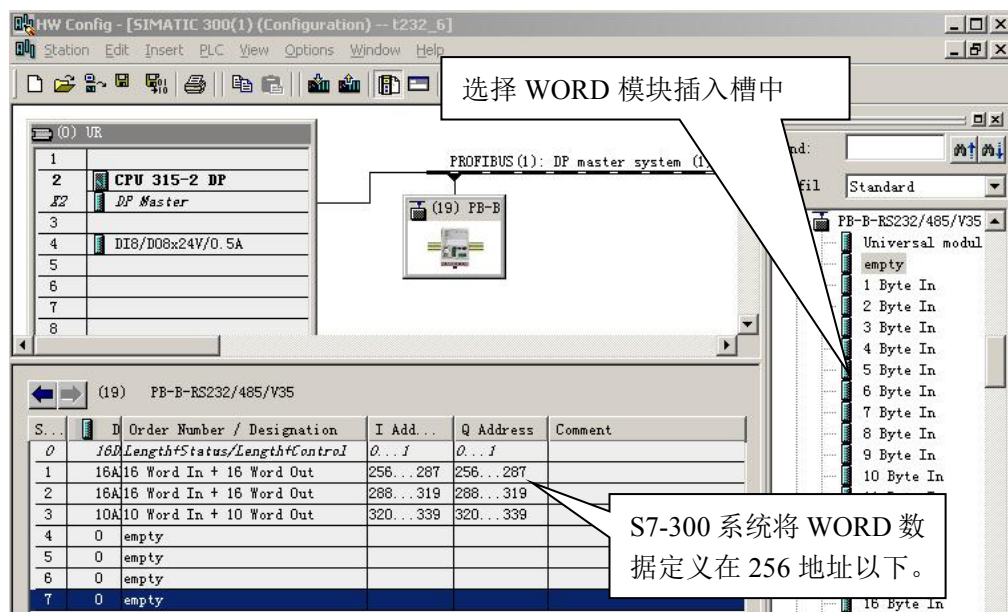 HW Config - [SIMATIC 300(1) (Configuration) -- t232_6]
Station Edit Insert PLC View Options Window Help
选择 WORD 模块插入槽中
(0) UR
1
2 CPU 315-2 DP
X2 DP Master
3
4 DI8/DO8x24V/0.5A
5
6
7
8
PROFIBUS(1): DP master system (1)
(19) PB-B
nd:
fil Standard
PB-B-RS232/485/V35
Universal modul
empty
1 Byte In
2 Byte In
3 Byte In
4 Byte In
5 Byte In
6 Byte In
7 Byte In
8 Byte In
9 Byte In
10 Byte In
16 Byte In
(19) PB-B-RS232/485/V35
S... D Order Number / Designation I Add... Q Address Comment
0 16D Length+Status/Length+Control 0...1 0...1
1 16A 16 Word In + 16 Word Out 256...287 256...287
2 16A 16 Word In + 16 Word Out 288...319 288...319
3 10A 10 Word In + 10 Word Out 320...339 320...339
4 0 empty
5 0 empty
6 0 empty
7 0 empty
S7-300 系统将 WORD 数
据定义在 256 地址以下。